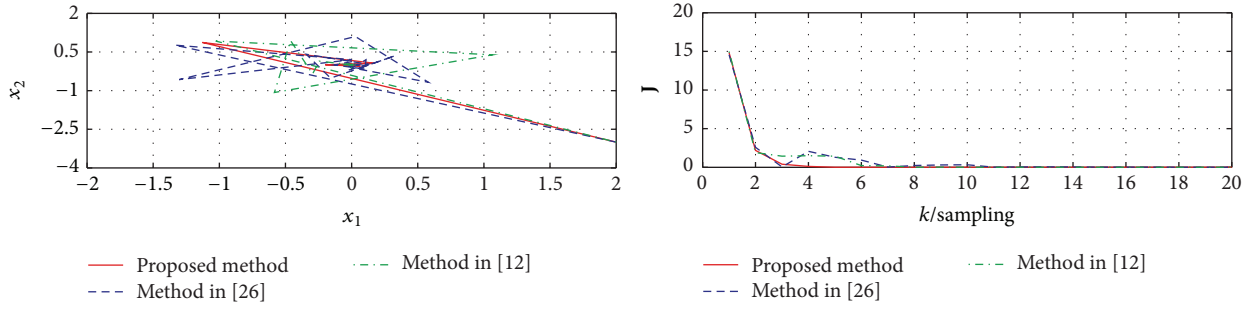 2
0.5
−1
−2.5
−4
x2
−2 −1.5 −1 −0.5 0 0.5 1 1.5 2
x1
Proposed method
Method in [26]
Method in [12]
20
15
10
5
0
J
0 2 4 6 8 10 12 14 16 18 20
k/sampling
Proposed method
Method in [26]
Method in [12]